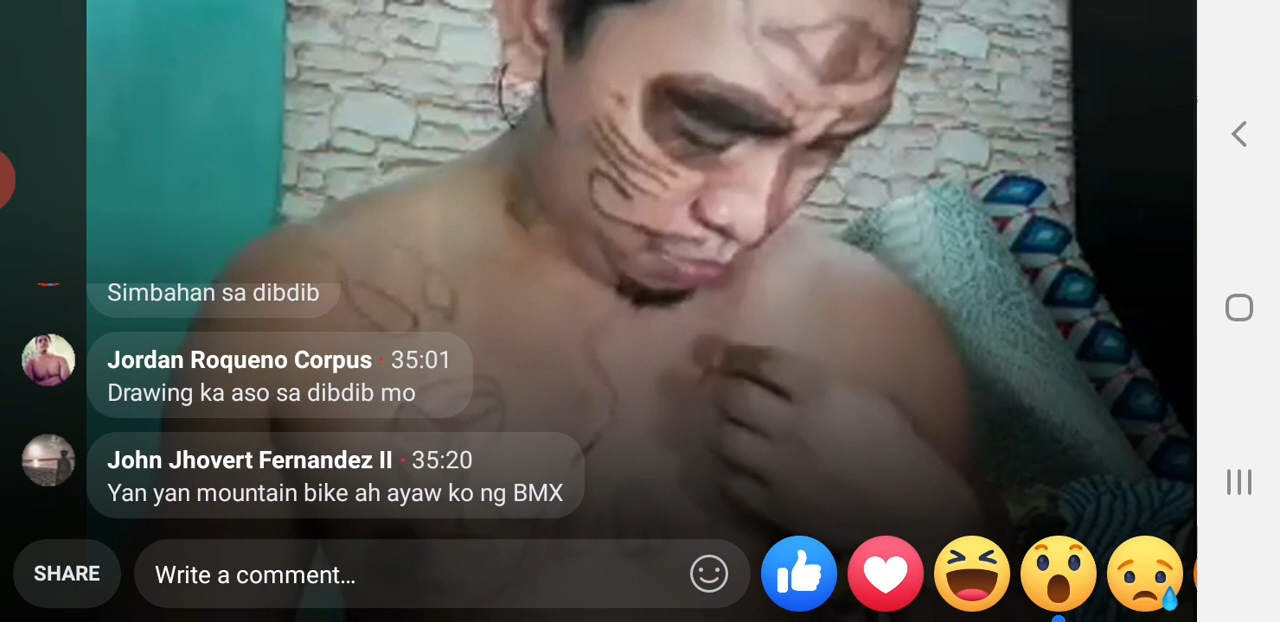 Simbahan sa dibdib
Jordan Roqueno Corpus · 35:01
Drawing ka aso sa dibdib mo
John Jhovert Fernandez II · 35:20
Yan yan mountain bike ah ayaw ko ng BMX
SHARE
Write a comment...